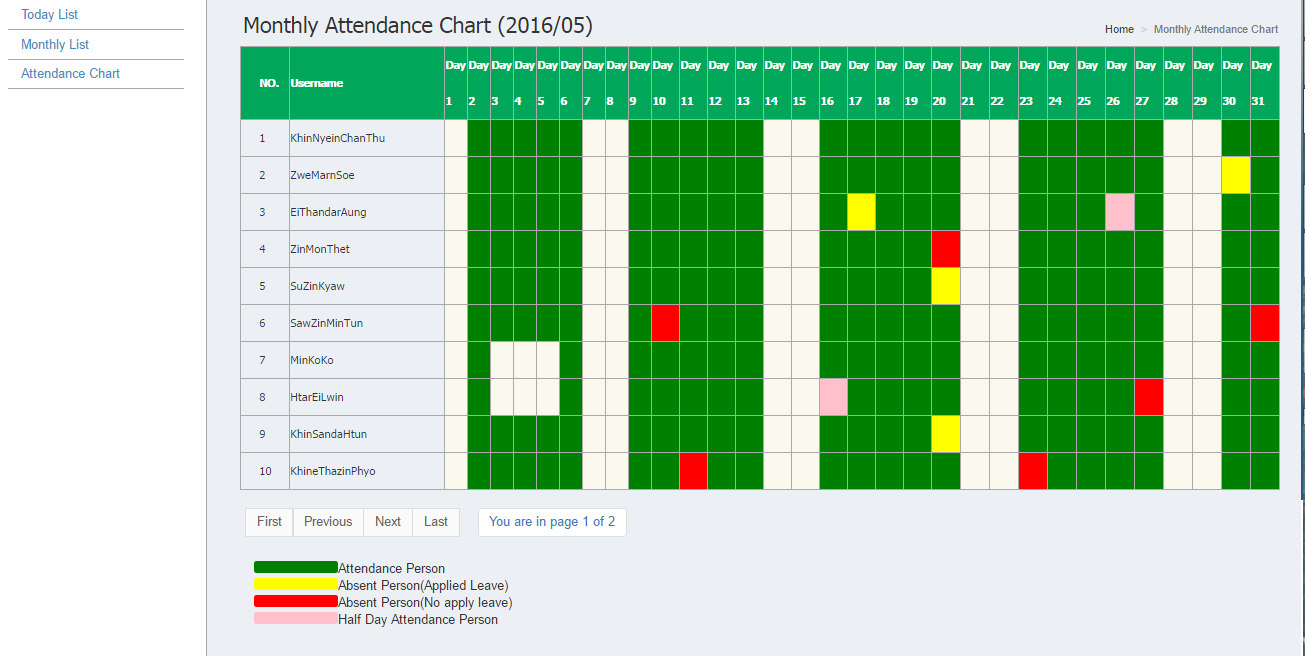 Today List
Monthly List
Attendance Chart
Monthly Attendance Chart (2016/05)
Home > Monthly Attendance Chart
NO. Username Day 1 Day 2 Day 3 Day 4 Day 5 Day 6 Day 7 Day 8 Day 9 Day 10 Day 11 Day 12 Day 13 Day 14 Day 15 Day 16 Day 17 Day 18 Day 19 Day 20 Day 21 Day 22 Day 23 Day 24 Day 25 Day 26 Day 27 Day 28 Day 29 Day 30 Day 31
1 KhinNyeinChanThu
2 ZweMarnSoe
3 EiThandarAung
4 ZinMonThet
5 SuZinKyaw
6 SawZinMinTun
7 MinKoKo
8 HtarEiLwin
9 KhinSandaHtun
10 KhineThazinPhyo
First Previous Next Last You are in page 1 of 2
Attendance Person
Absent Person(Applied Leave)
Absent Person(No apply leave)
Half Day Attendance Person